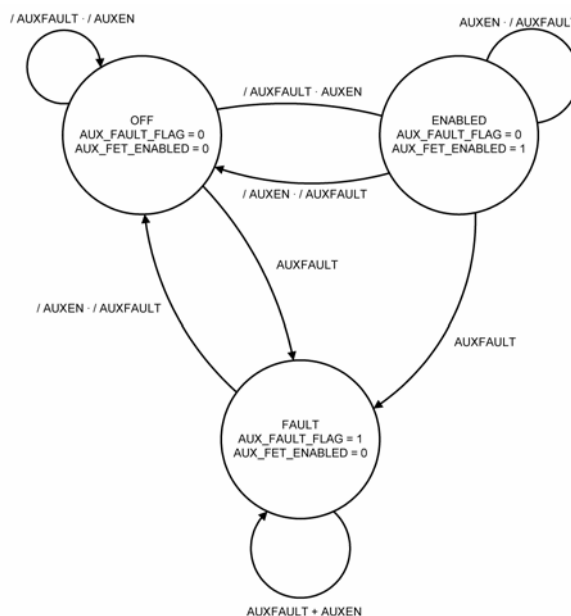 / AUXFAULT · / AUXEN
AUXEN · / AUXFAULT
/ AUXFAULT · AUXEN
OFF
AUX_FAULT_FLAG = 0
AUX_FET_ENABLED = 0
ENABLED
AUX_FAULT_FLAG = 0
AUX_FET_ENABLED = 1
/ AUXEN · / AUXFAULT
AUXFAULT
/ AUXEN · / AUXFAULT
AUXFAULT
FAULT
AUX_FAULT_FLAG = 1
AUX_FET_ENABLED = 0
AUXFAULT + AUXEN